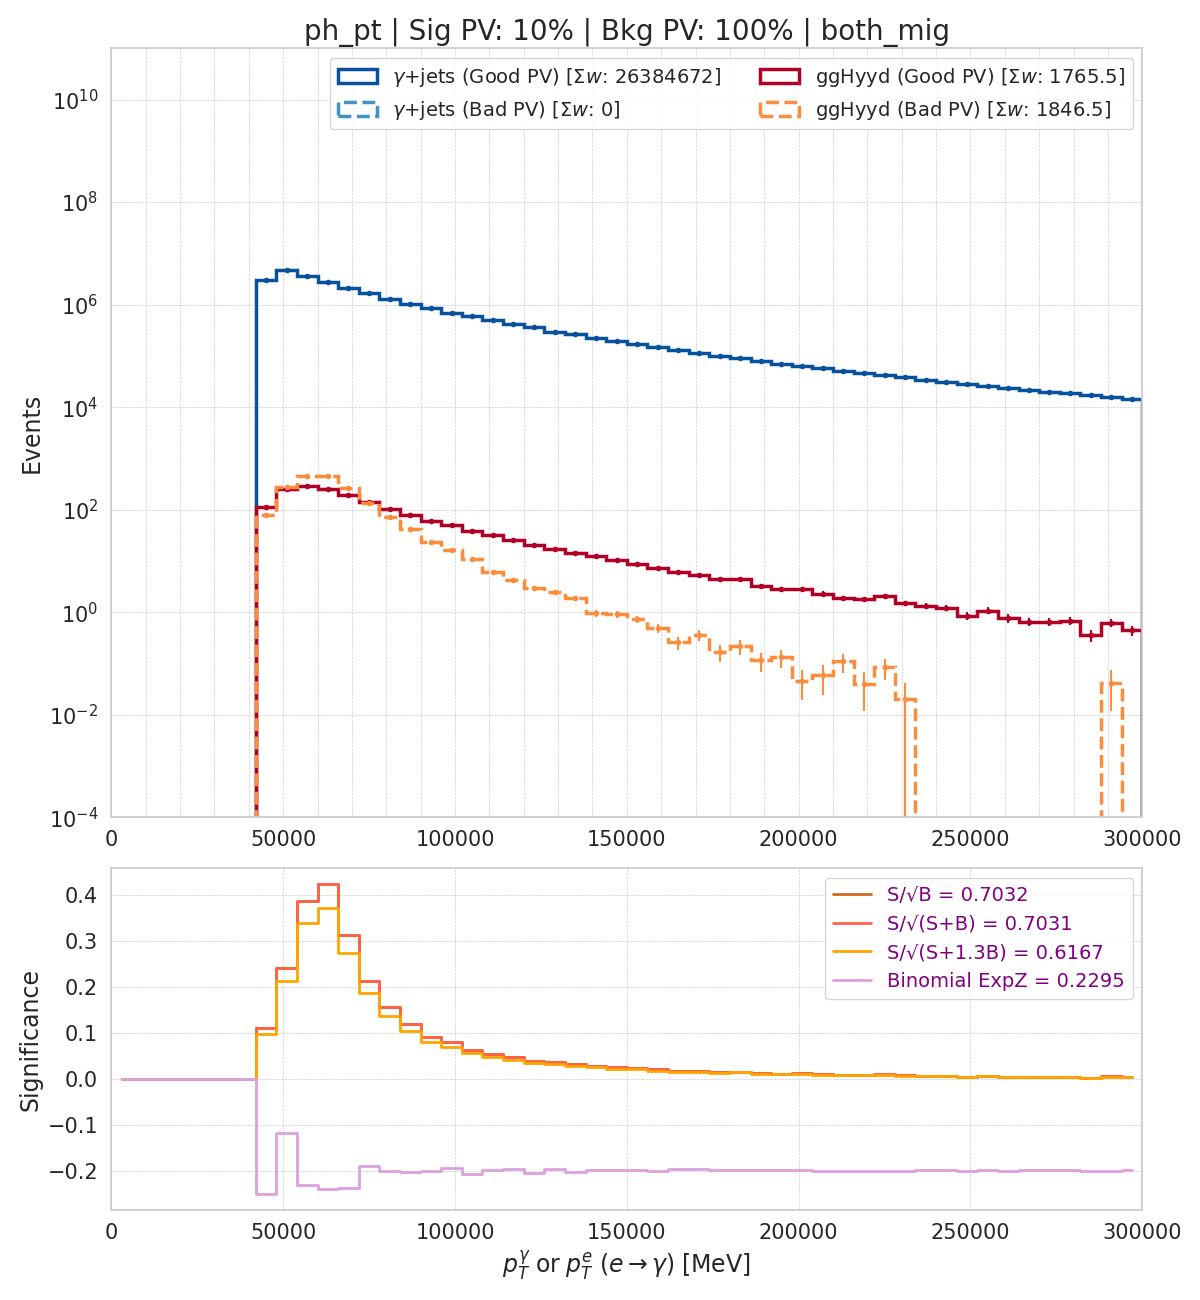 ph_pt | Sig PV: 10% | Bkg PV: 100% | both_mig
γ+jets (Good PV) [Σw: 26384672]
γ+jets (Bad PV) [Σw: 0]
ggHyyd (Good PV) [Σw: 1765.5]
ggHyyd (Bad PV) [Σw: 1846.5]
Events
10^10
10^8
10^6
10^4
10^2
10^0
10^−2
10^−4
0 50000 100000 150000 200000 250000 300000
Significance
0.4
0.3
0.2
0.1
0.0
−0.1
−0.2
S/√B = 0.7032
S/√(S+B) = 0.7031
S/√(S+1.3B) = 0.6167
Binomial ExpZ = 0.2295
0 50000 100000 150000 200000 250000 300000
p_T^γ or p_T^e (e→γ) [MeV]